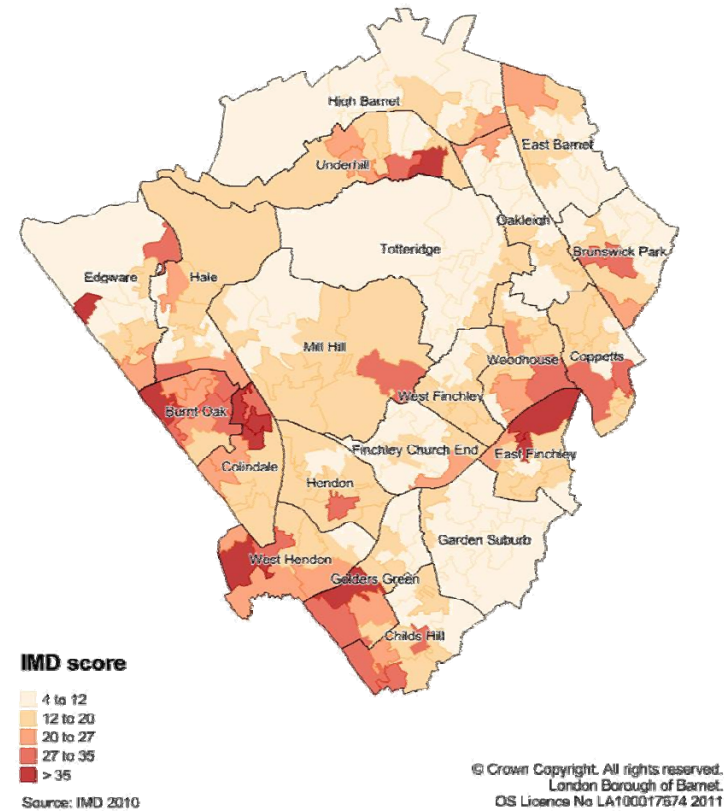 High Barnet
East Barnet
Underhill
Oakleigh
Totteridge
Brunswick Park
Edgware
Hale
Mill Hill
Woodhouse
Coppetts
West Finchley
Burnt Oak
Finchley Church End
East Finchley
Colindale
Hendon
Garden Suburb
West Hendon
Golders Green
Childs Hill
IMD score
4 to 12
12 to 20
20 to 27
27 to 35
> 35
Source: IMD 2010
© Crown Copyright. All rights reserved.
London Borough of Barnet.
OS Licence No LA100017674 2011